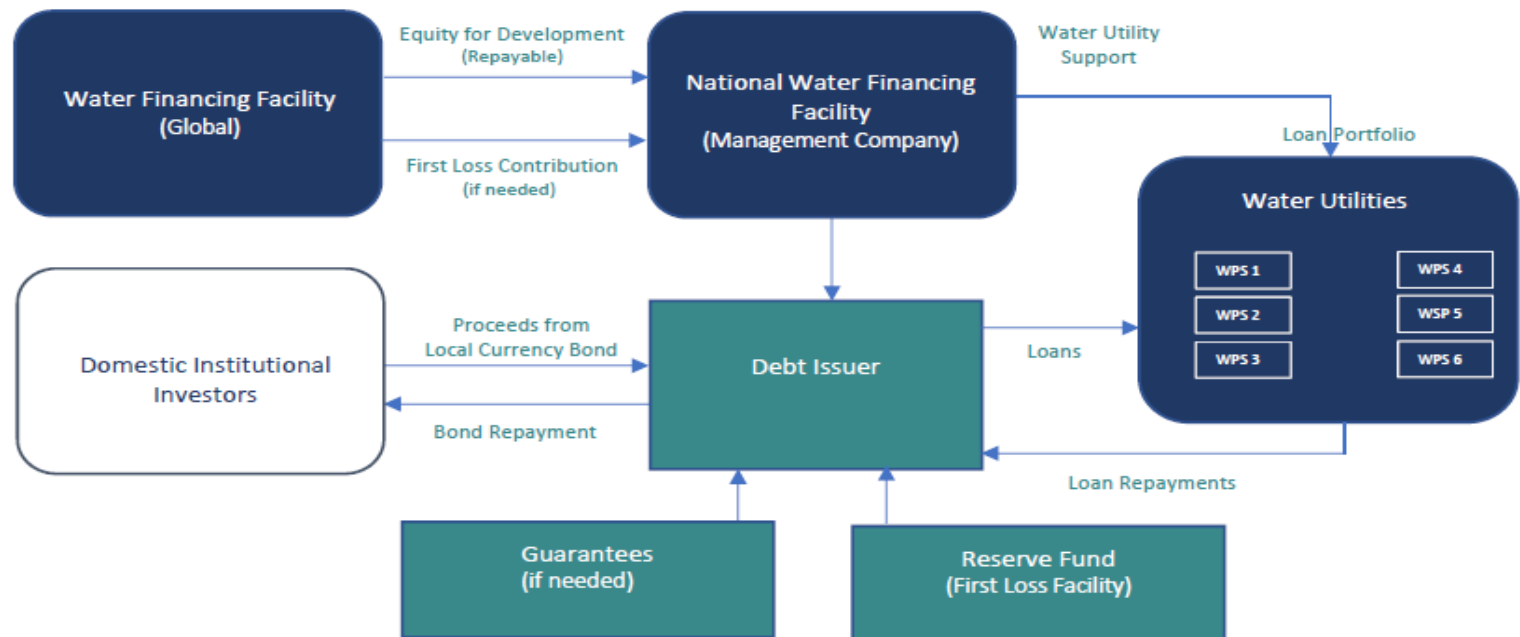 Water Financing Facility
(Global)
Equity for Development
(Repayable)
First Loss Contribution
(if needed)
National Water Financing
Facility
(Management Company)
Water Utility
Support
Loan Portfolio
Water Utilities
WPS 1
WPS 4
WPS 2
WSP 5
WPS 3
WPS 6
Domestic Institutional
Investors
Proceeds from
Local Currency Bond
Bond Repayment
Debt Issuer
Loans
Loan Repayments
Guarantees
(if needed)
Reserve Fund
(First Loss Facility)